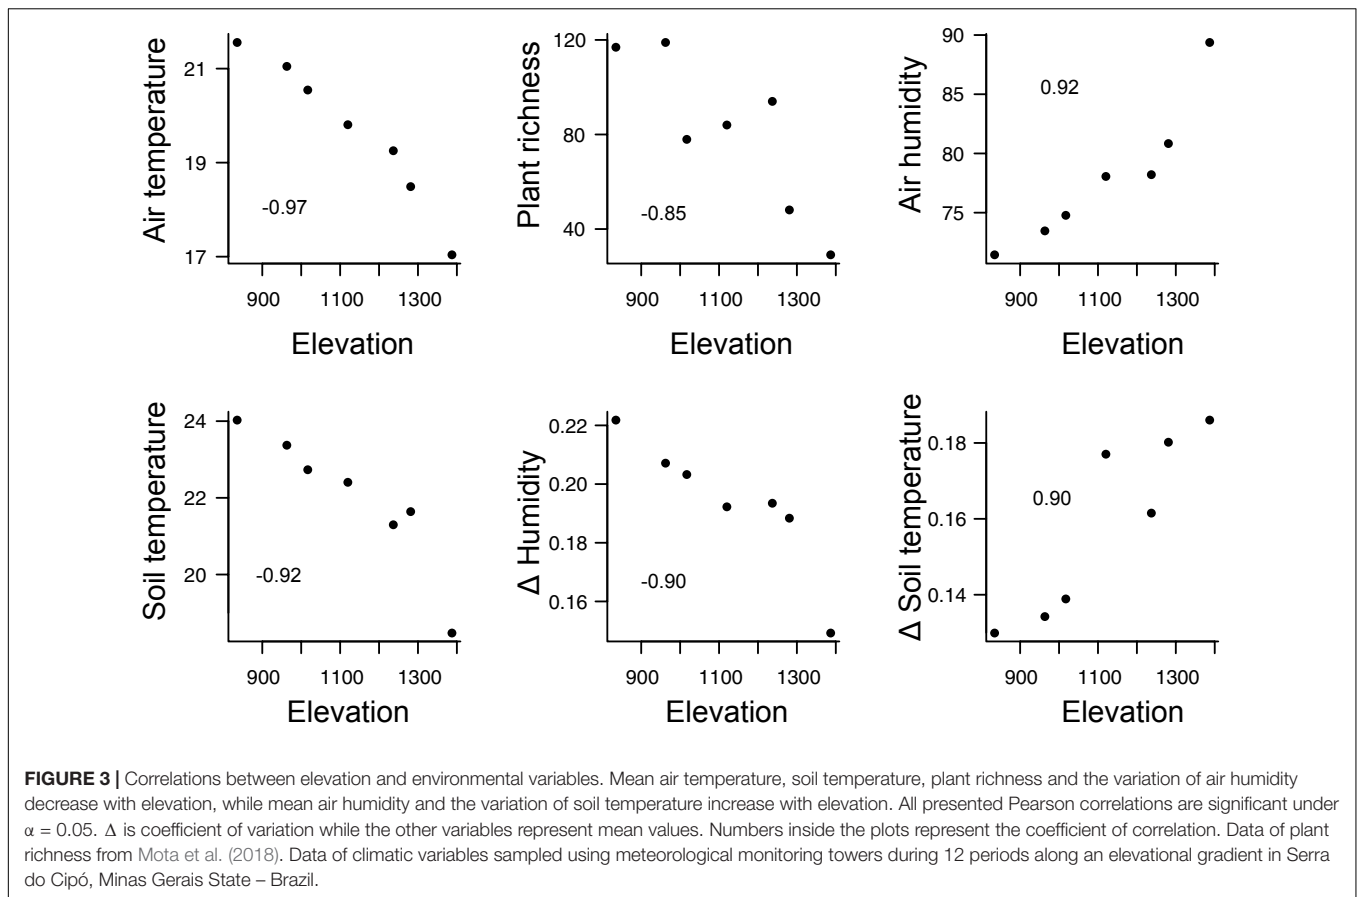 Air temperature
21
19
17
-0.97
900 1100 1300
Elevation
Plant richness
120
80
40
-0.85
900 1100 1300
Elevation
Air humidity
90
85
80
75
0.92
900 1100 1300
Elevation
Soil temperature
24
22
20
-0.92
900 1100 1300
Elevation
Δ Humidity
0.22
0.20
0.18
0.16
-0.90
900 1100 1300
Elevation
Δ Soil temperature
0.18
0.16
0.14
0.90
900 1100 1300
Elevation
FIGURE 3 | Correlations between elevation and environmental variables. Mean air temperature, soil temperature, plant richness and the variation of air humidity
decrease with elevation, while mean air humidity and the variation of soil temperature increase with elevation. All presented Pearson correlations are significant under
α = 0.05. Δ is coefficient of variation while the other variables represent mean values. Numbers inside the plots represent the coefficient of correlation. Data of plant
richness from Mota et al. (2018). Data of climatic variables sampled using meteorological monitoring towers during 12 periods along an elevational gradient in Serra
do Cipó, Minas Gerais State – Brazil.